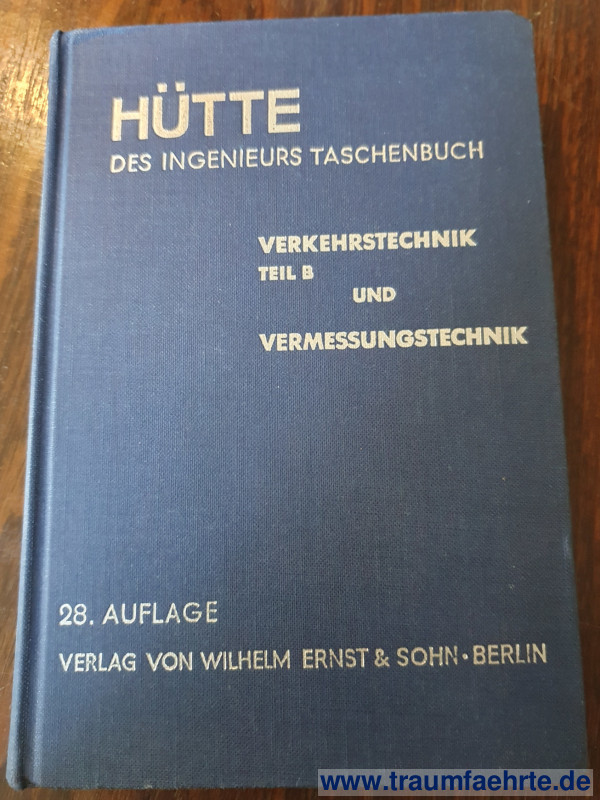 HÜTTE
DES INGENIEURS TASCHENBUCH
VERKEHRSTECHNIK
TEIL B
UND
VERMESSUNGSTECHNIK
28. AUFLAGE
VERLAG VON WILHELM ERNST & SOHN · BERLIN
www.traumfaehrte.de